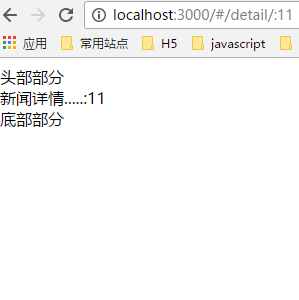 localhost:3000/#/detail/:11
应用 常用站点 H5 javascript
头部部分
新闻详情.....:11
底部部分